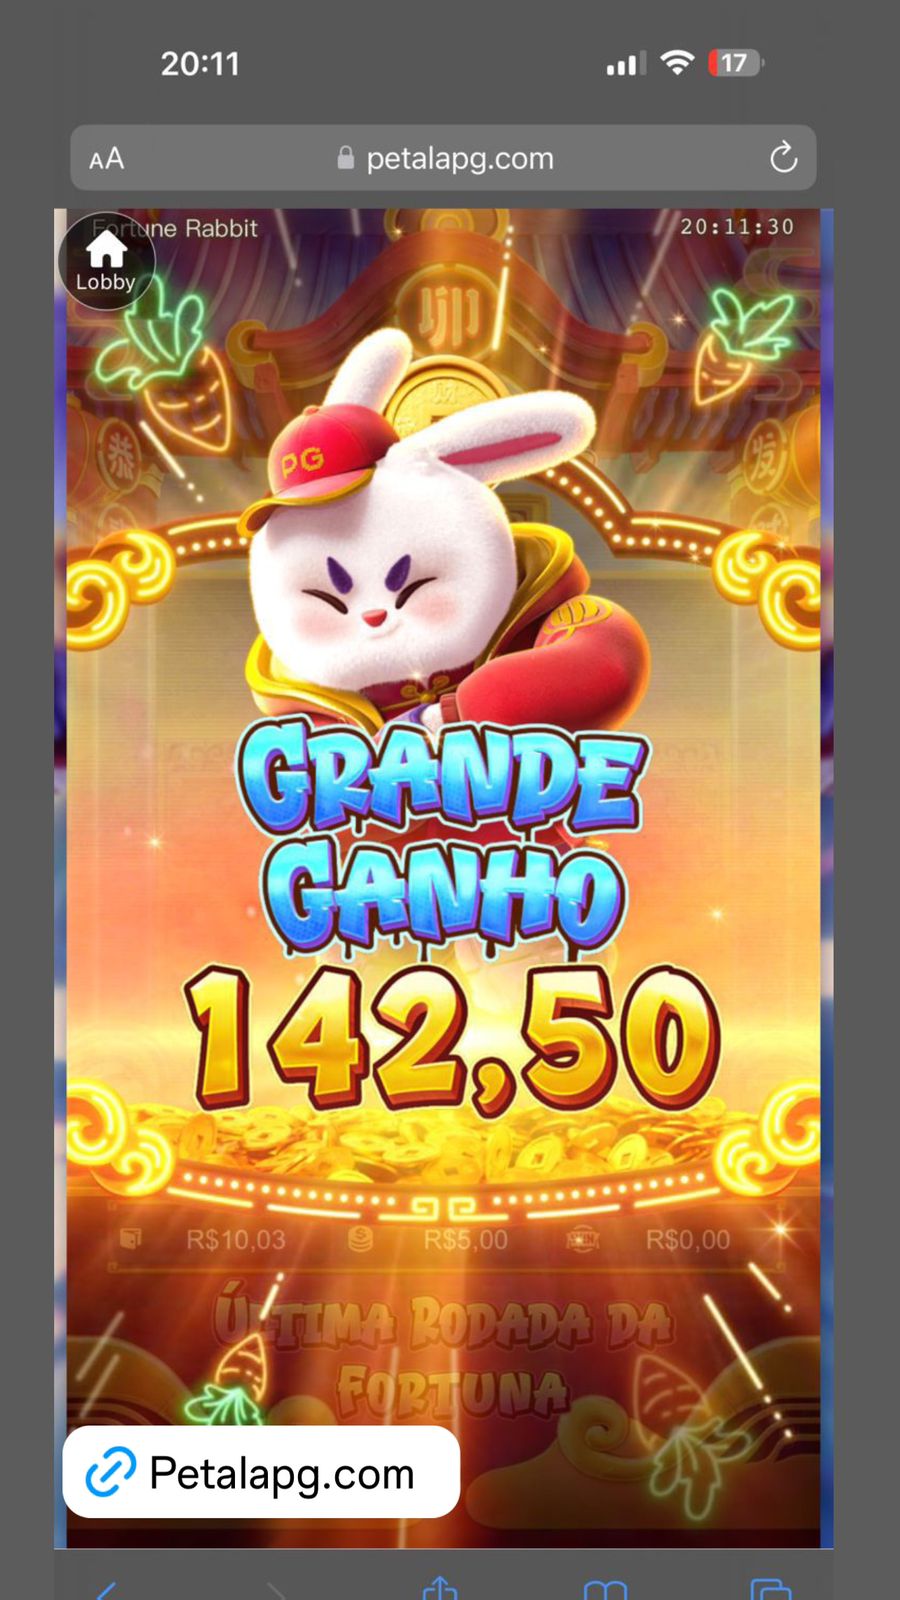 20:11
17
AA petalapg.com
Fortune Rabbit 20:11:30
Lobby
PG
GRANDE
GANHO
142,50
R$10,03 R$5,00 R$0,00
ÚLTIMA RODADA DA
FORTUNA
Petalapg.com